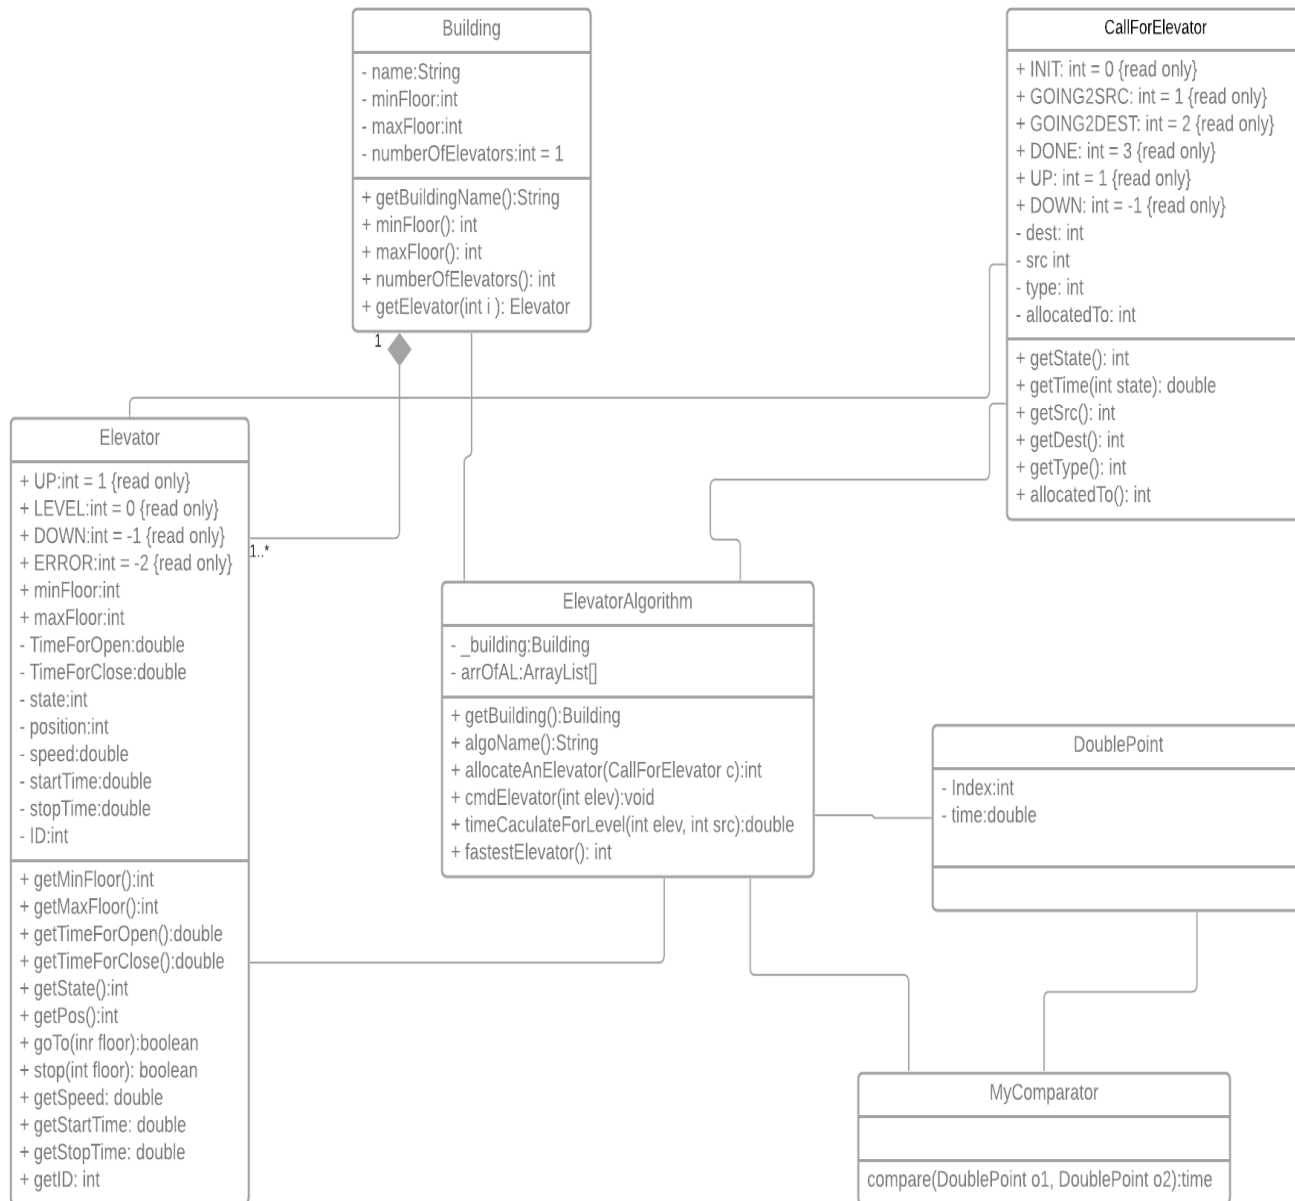 Building
- name:String
- minFloor:int
- maxFloor:int
- numberOfElevators:int = 1
+ getBuildingName():String
+ minFloor(): int
+ maxFloor(): int
+ numberOfElevators(): int
+ getElevator(int i ): Elevator
1
1..*
CallForElevator
+ INIT: int = 0 {read only}
+ GOING2SRC: int = 1 {read only}
+ GOING2DEST: int = 2 {read only}
+ DONE: int = 3 {read only}
+ UP: int = 1 {read only}
+ DOWN: int = -1 {read only}
- dest: int
- src int
- type: int
- allocatedTo: int
+ getState(): int
+ getTime(int state): double
+ getSrc(): int
+ getDest(): int
+ getType(): int
+ allocatedTo(): int
Elevator
+ UP:int = 1 {read only}
+ LEVEL:int = 0 {read only}
+ DOWN:int = -1 {read only}
+ ERROR:int = -2 {read only}
+ minFloor:int
+ maxFloor:int
- TimeForOpen:double
- TimeForClose:double
- state:int
- position:int
- speed:double
- startTime:double
- stopTime:double
- ID:int
+ getMinFloor():int
+ getMaxFloor():int
+ getTimeForOpen():double
+ getTimeForClose():double
+ getState():int
+ getPos():int
+ goTo(inr floor):boolean
+ stop(int floor): boolean
+ getSpeed: double
+ getStartTime: double
+ getStopTime: double
+ getID: int
ElevatorAlgorithm
- _building:Building
- arrOfAL:ArrayList[]
+ getBuilding():Building
+ algoName():String
+ allocateAnElevator(CallForElevator c):int
+ cmdElevator(int elev):void
+ timeCaculateForLevel(int elev, int src):double
+ fastestElevator(): int
DoublePoint
- Index:int
- time:double
MyComparator
compare(DoublePoint o1, DoublePoint o2):time